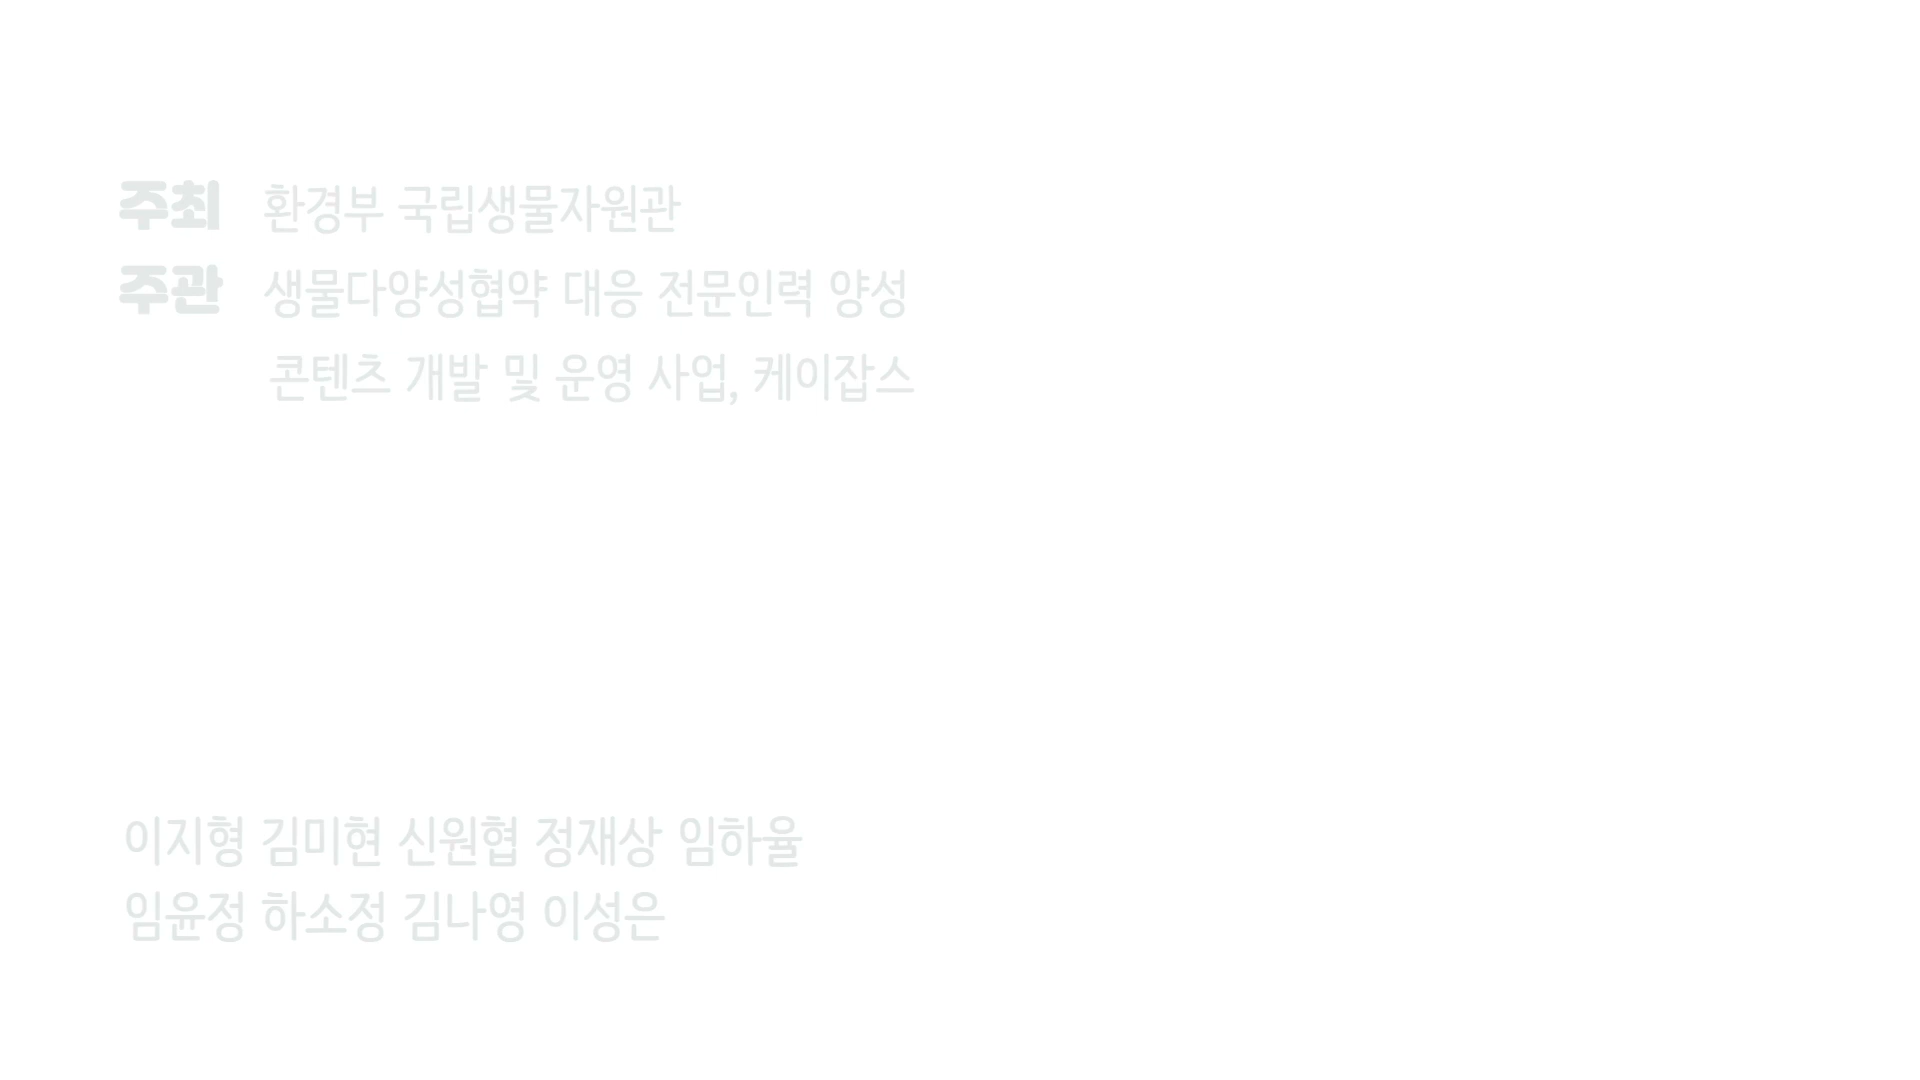 주최 환경부 국립생물자원관
주관 생물다양성협약 대응 전문인력 양성
콘텐츠 개발 및 운영 사업, 케이잡스
이지형 김미현 신원협 정재상 임하율
임윤정 하소정 김나영 이성은